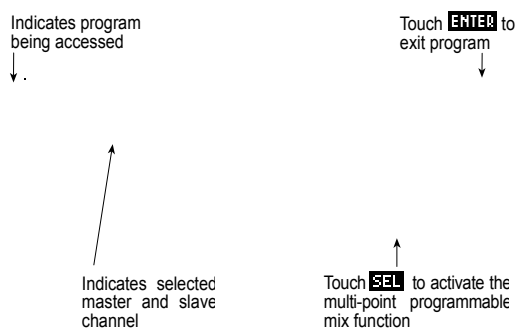 Indicates program
being accessed
Touch ENTER to
exit program
Indicates selected
master and slave
channel
Touch SEL to activate the
multi-point programmable
mix function